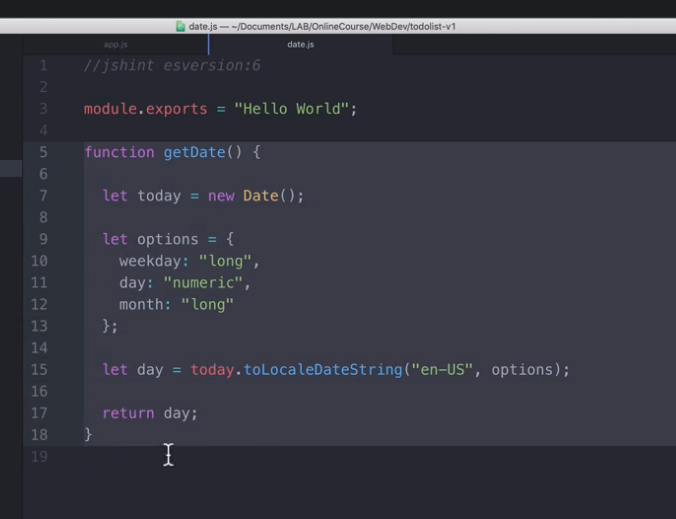 date.js — ~/Documents/LAB/OnlineCourse/WebDev/todolist-v1
app.js date.js
1 //jshint esversion:6
2
3 module.exports = "Hello World";
4
5 function getDate() {
6
7 let today = new Date();
8
9 let options = {
10 weekday: "long",
11 day: "numeric",
12 month: "long"
13 };
14
15 let day = today.toLocaleDateString("en-US", options);
16
17 return day;
18 }
19